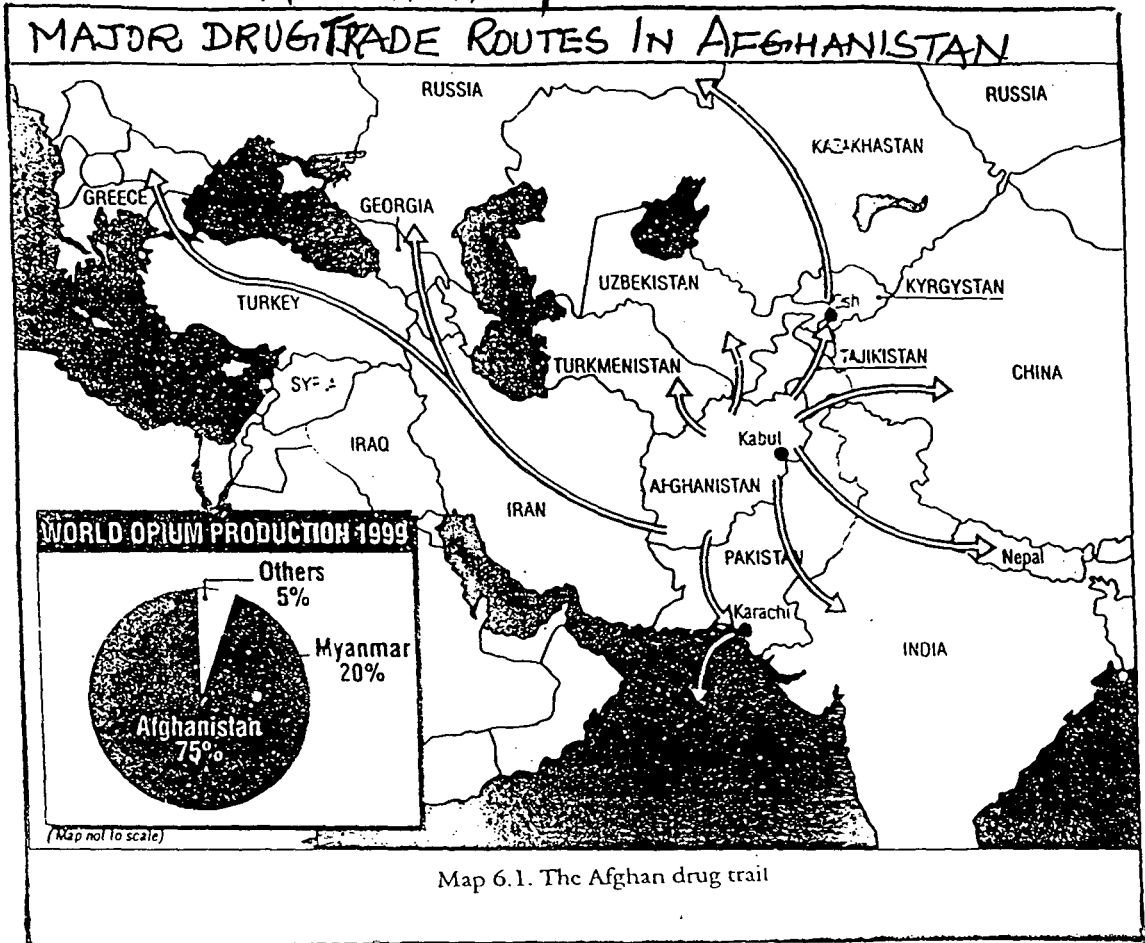 MAJOR DRUG TRADE ROUTES IN AFGHANISTAN
RUSSIA
RUSSIA
KAZAKHSTAN
GREECE
GEORGIA
UZBEKISTAN
KYRGYSTAN
TURKEY
TURKMENISTAN
TAJIKISTAN
CHINA
IRAQ
Kabul
AFGHANISTAN
IRAN
PAKISTAN
Nepal
Karachi
INDIA
WORLD OPIUM PRODUCTION 1999
Others
5%
Myanmar
20%
Afghanistan
75%
(Map not to scale)
Map 6.1. The Afghan drug trail